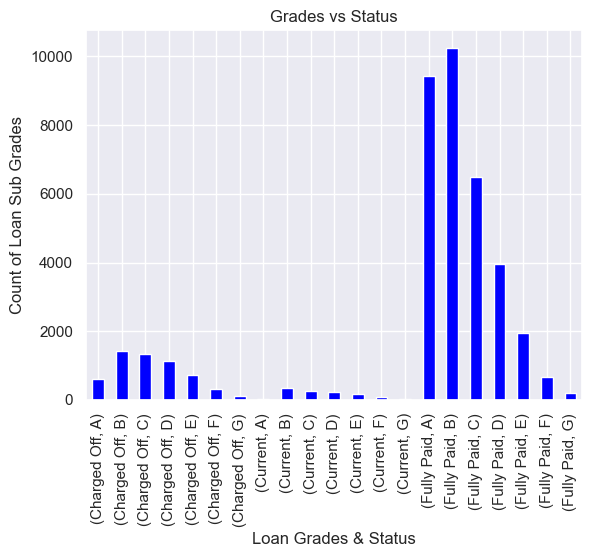 Grades vs Status
Count of Loan Sub Grades
10000
8000
6000
4000
2000
0
(Charged Off, A)
(Charged Off, B)
(Charged Off, C)
(Charged Off, D)
(Charged Off, E)
(Charged Off, F)
(Charged Off, G)
(Current, A)
(Current, B)
(Current, C)
(Current, D)
(Current, E)
(Current, F)
(Current, G)
(Fully Paid, A)
(Fully Paid, B)
(Fully Paid, C)
(Fully Paid, D)
(Fully Paid, E)
(Fully Paid, F)
(Fully Paid, G)
Loan Grades & Status